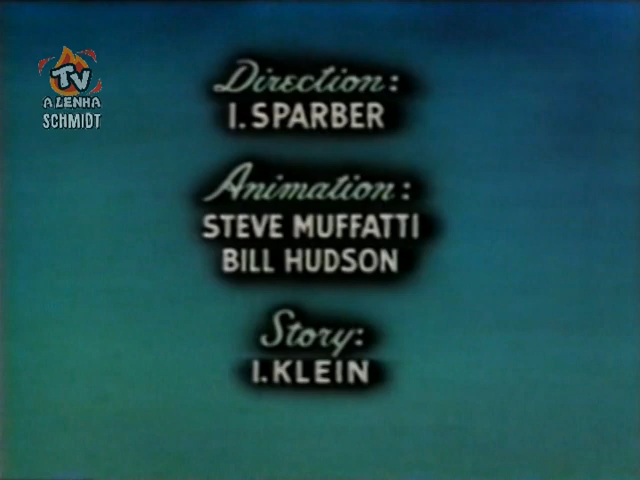 TV
A LENHA
SCHMIDT
Direction:
I. SPARBER
Animation:
STEVE MUFFATTI
BILL HUDSON
Story:
I. KLEIN